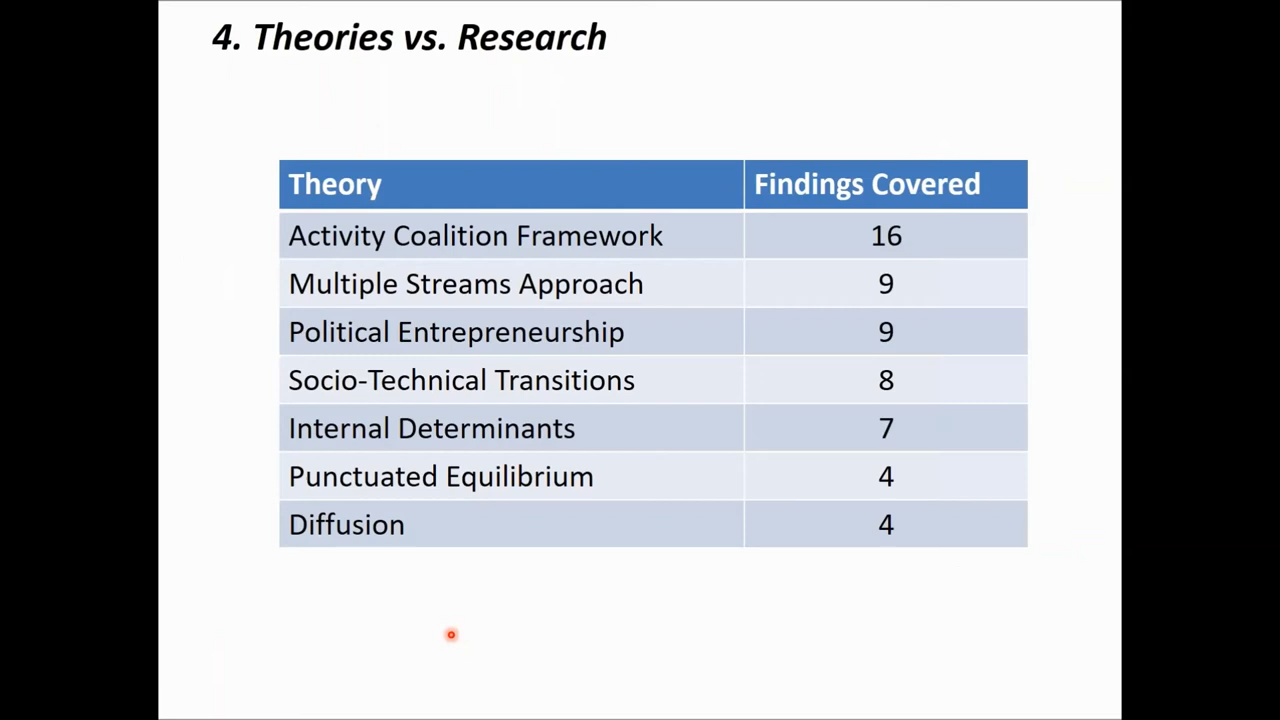 4. Theories vs. Research
Theory Findings Covered
Activity Coalition Framework 16
Multiple Streams Approach 9
Political Entrepreneurship 9
Socio-Technical Transitions 8
Internal Determinants 7
Punctuated Equilibrium 4
Diffusion 4